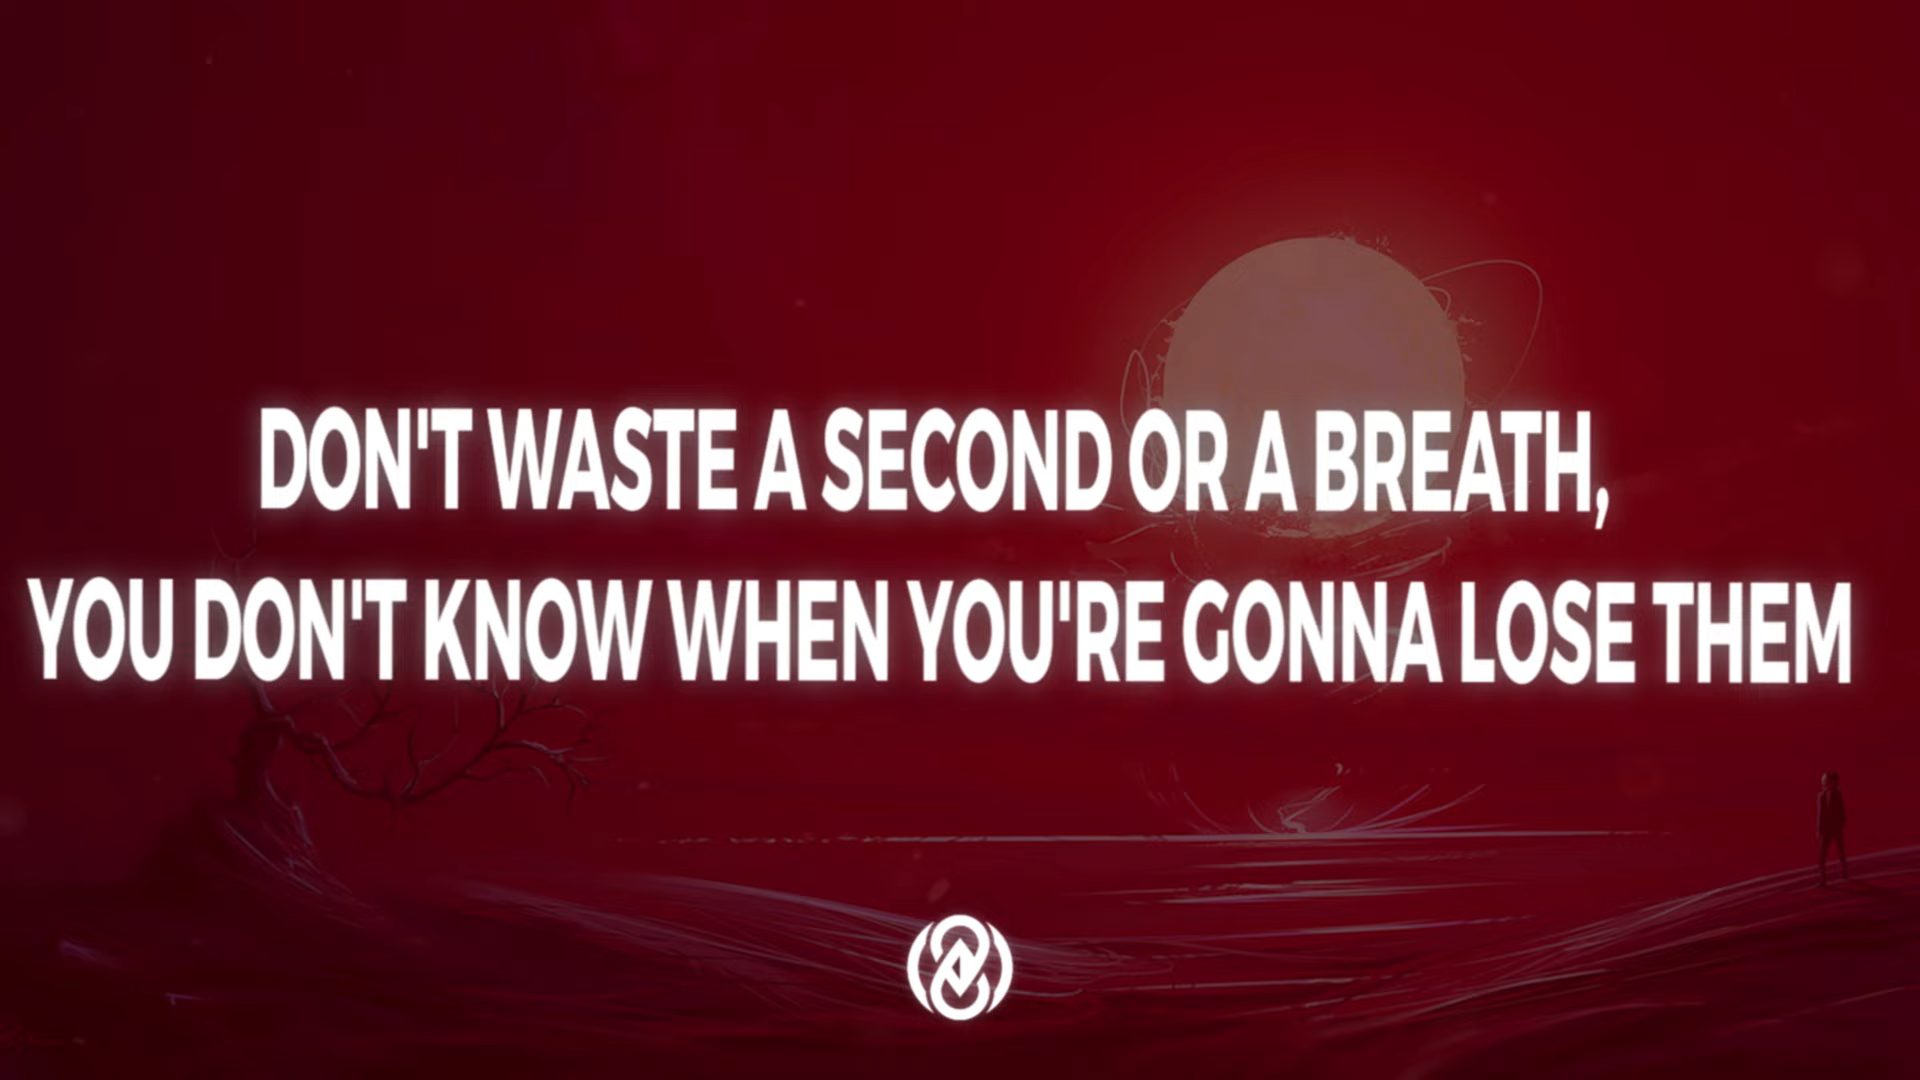 DON'T WASTE A SECOND OR A BREATH,
YOU DON'T KNOW WHEN YOU'RE GONNA LOSE THEM